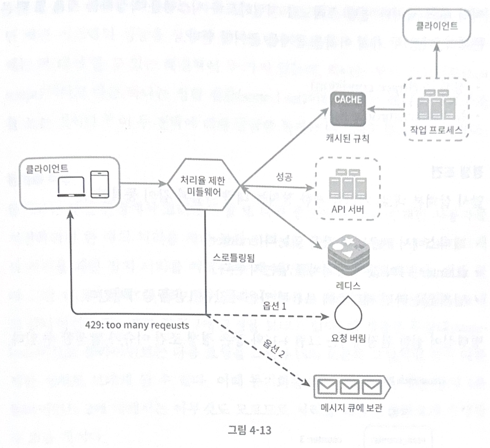 클라이언트
CACHE
캐시된 규칙
작업 프로세스
클라이언트
처리율 제한
미들웨어
성공
API 서버
스로틀링됨
레디스
옵션 1
429: too many reqeusts
요청 버림
옵션 2
메시지 큐에 보관
그림 4-13